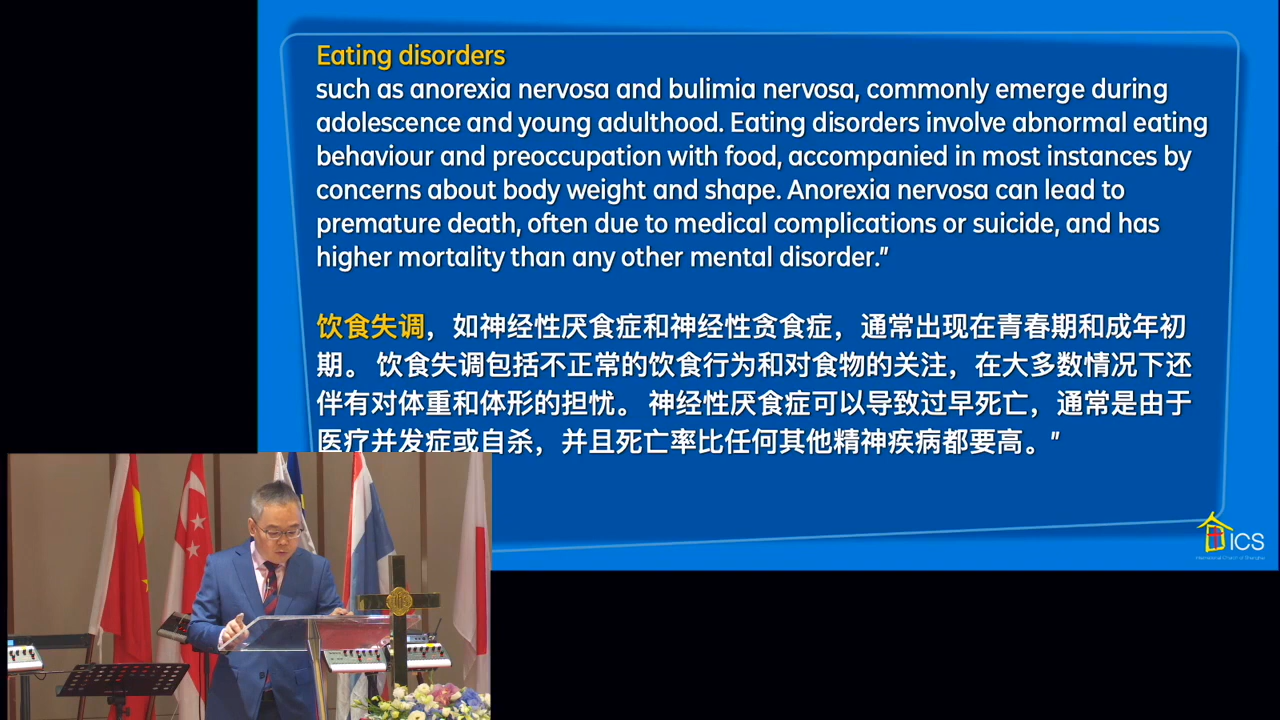 Eating disorders
such as anorexia nervosa and bulimia nervosa, commonly emerge during
adolescence and young adulthood. Eating disorders involve abnormal eating
behaviour and preoccupation with food, accompanied in most instances by
concerns about body weight and shape. Anorexia nervosa can lead to
premature death, often due to medical complications or suicide, and has
higher mortality than any other mental disorder.”
饮食失调，如神经性厌食症和神经性贪食症，通常出现在青春期和成年初
期。 饮食失调包括不正常的饮食行为和对食物的关注，在大多数情况下还
伴有对体重和体形的担忧。 神经性厌食症可以导致过早死亡，通常是由于
医疗并发症或自杀，并且死亡率比任何其他精神疾病都要高。”
ICS
International Church of Shanghai